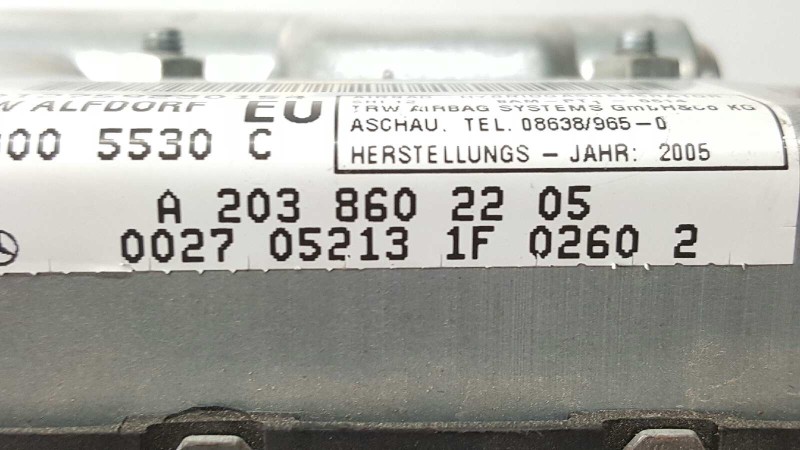 W ALFDORF EU
TRW AIRBAG SYSTEMS GmbH&Co KG
ASCHAU. TEL. 08638/965-0
005 5530 C
HERSTELLUNGS - JAHR: 2005
A 203 860 22 05
0027 05213 1F 0260 2